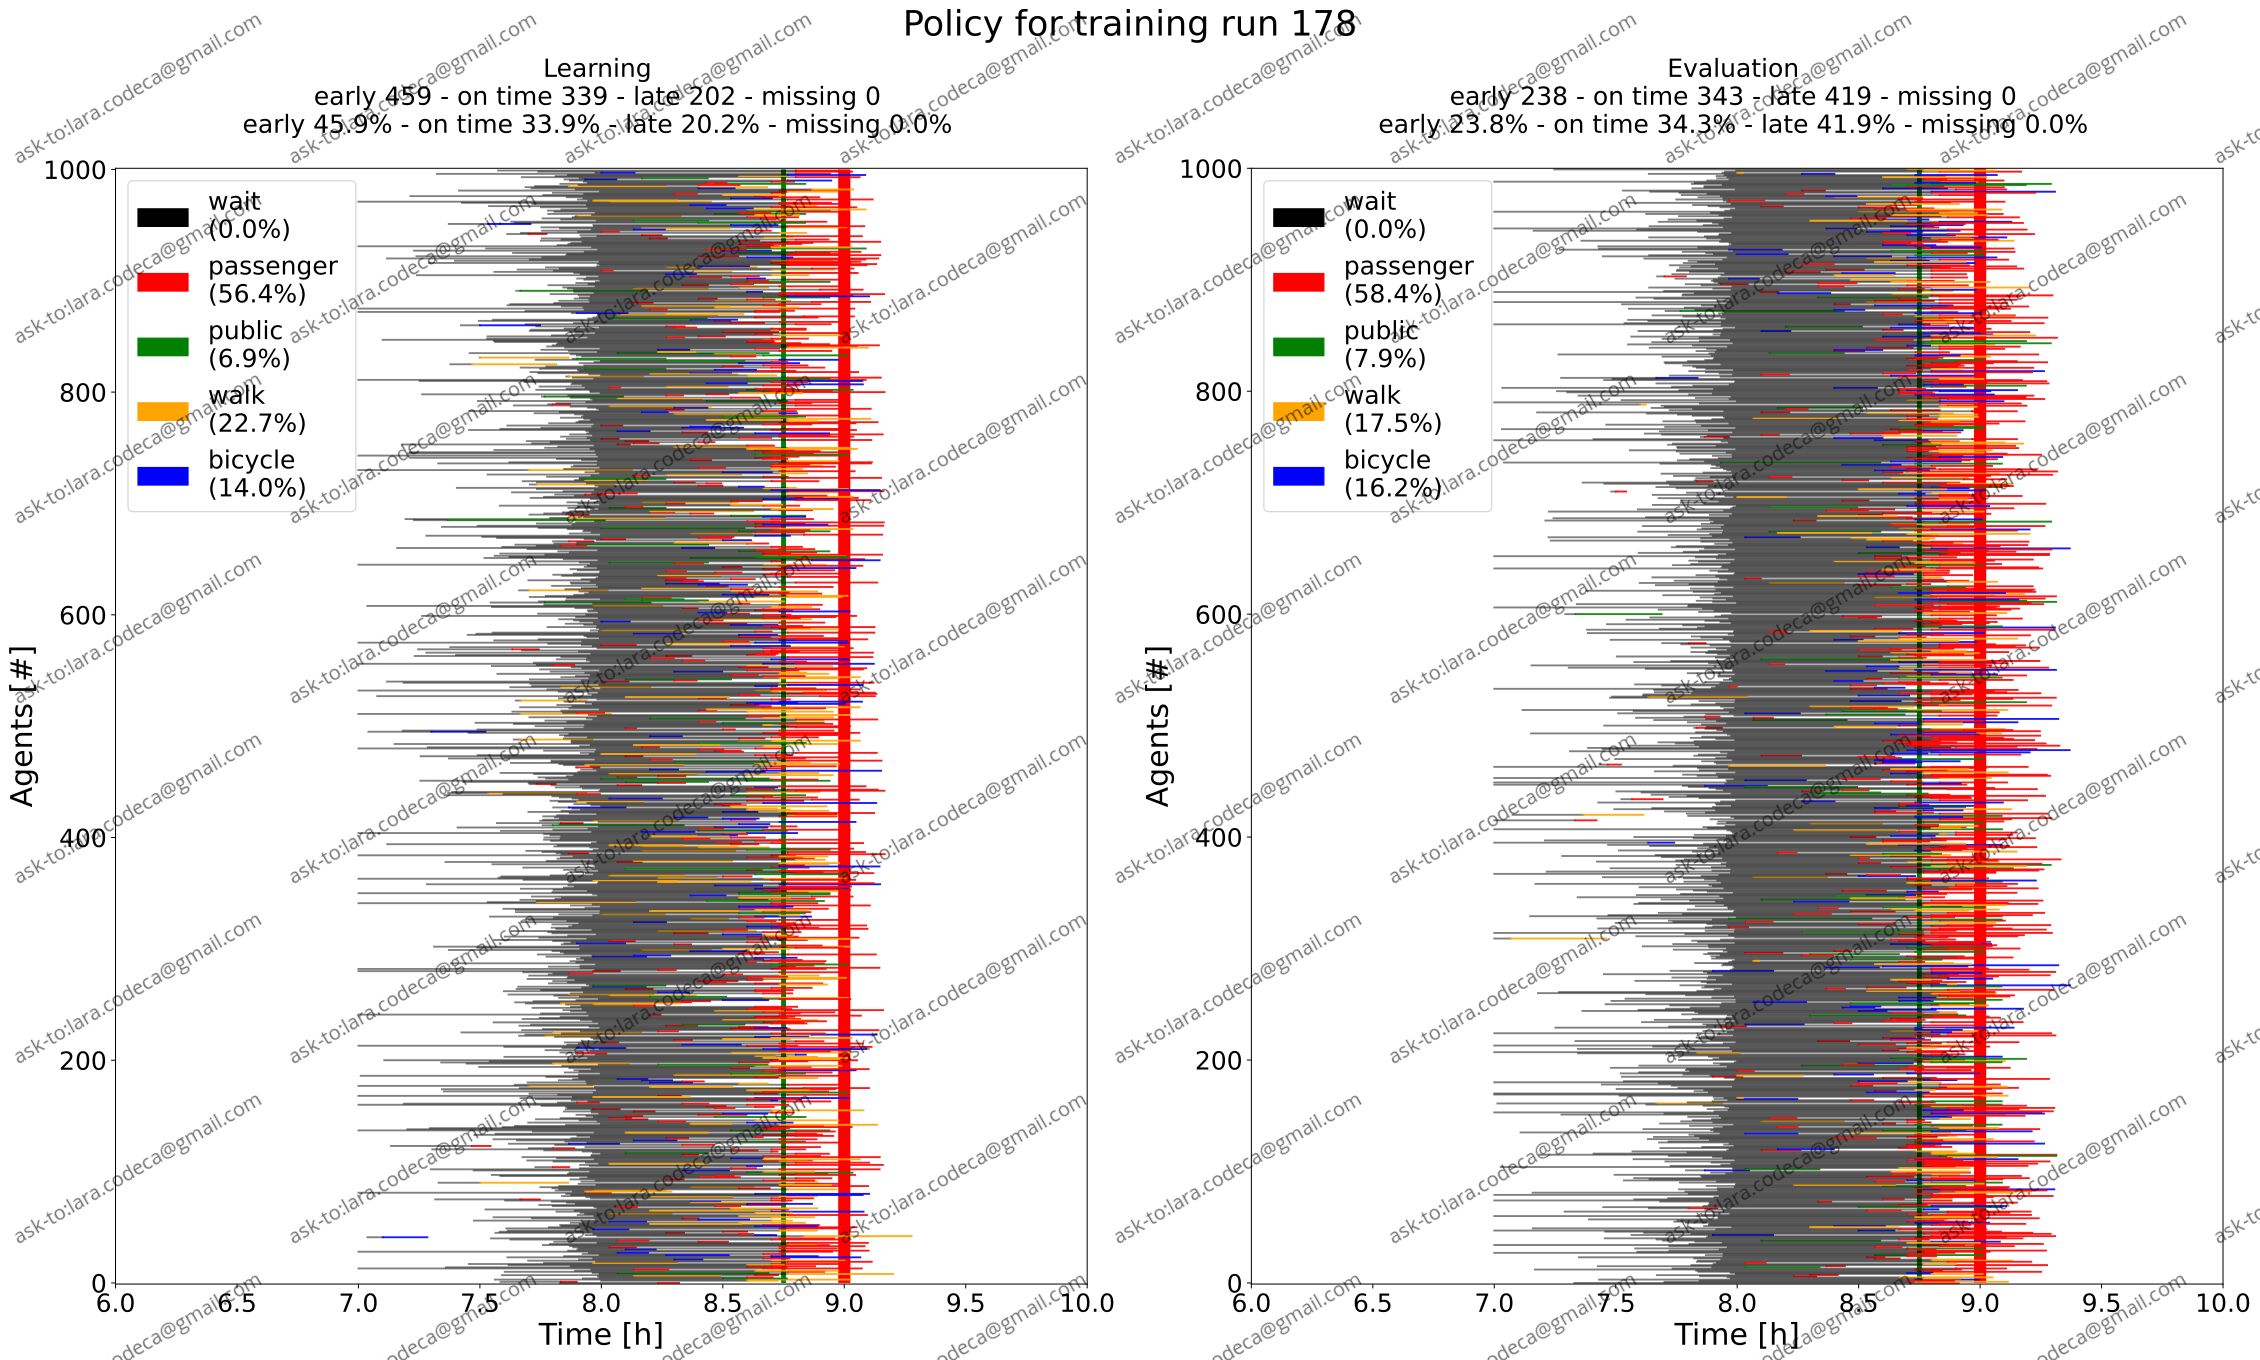 Policy for training run 178
Learning
early 459 - on time 339 - late 202 - missing 0
early 45.9% - on time 33.9% - late 20.2% - missing 0.0%
1000
800
600
400
200
0
Agents [#]
wait
(0.0%)
passenger
(56.4%)
public
(6.9%)
walk
(22.7%)
bicycle
(14.0%)
6.0 6.5 7.0 7.5 8.0 8.5 9.0 9.5 10.0
Time [h]
Evaluation
early 238 - on time 343 - late 419 - missing 0
early 23.8% - on time 34.3% - late 41.9% - missing 0.0%
1000
800
600
400
200
0
Agents [#]
wait
(0.0%)
passenger
(58.4%)
public
(7.9%)
walk
(17.5%)
bicycle
(16.2%)
6.0 6.5 7.0 7.5 8.0 8.5 9.0 9.5 10.0
Time [h]
ask-to:lara.codeca@gmail.com